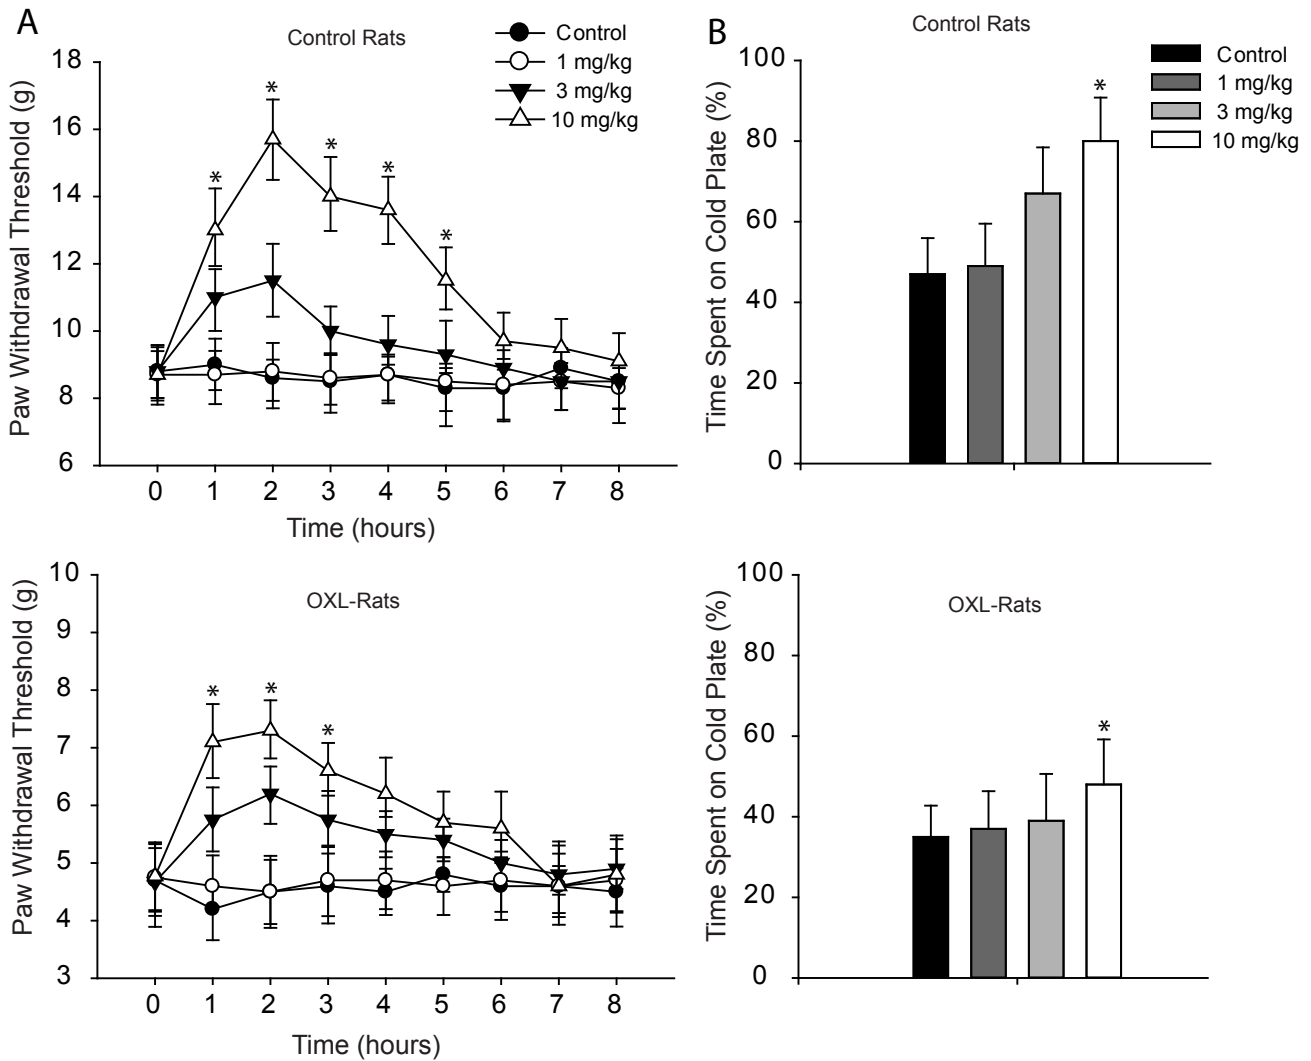 A
Control Rats
Control
1 mg/kg
3 mg/kg
10 mg/kg
Paw Withdrawal Threshold (g)
18
16
14
12
10
8
6
* * * * *
0 1 2 3 4 5 6 7 8
Time (hours)
B
Control Rats
Control
1 mg/kg
3 mg/kg
10 mg/kg
Time Spent on Cold Plate (%)
100
80
60
40
20
0
*
OXL-Rats
Paw Withdrawal Threshold (g)
10
9
8
7
6
5
4
3
* * *
0 1 2 3 4 5 6 7 8
Time (hours)
OXL-Rats
Time Spent on Cold Plate (%)
100
80
60
40
20
0
*